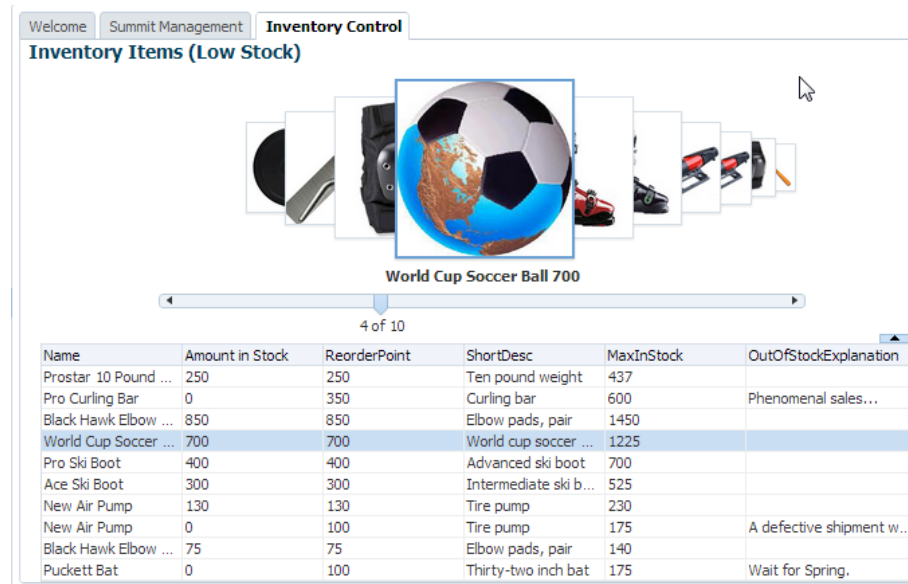 Welcome Summit Management Inventory Control
Inventory Items (Low Stock)
World Cup Soccer Ball 700
4 of 10
Name Amount in Stock ReorderPoint ShortDesc MaxInStock OutOfStockExplanation
Prostar 10 Pound ... 250 250 Ten pound weight 437
Pro Curling Bar 0 350 Curling bar 600 Phenomenal sales...
Black Hawk Elbow ... 850 850 Elbow pads, pair 1450
World Cup Soccer ... 700 700 World cup soccer ... 1225
Pro Ski Boot 400 400 Advanced ski boot 700
Ace Ski Boot 300 300 Intermediate ski b... 525
New Air Pump 130 130 Tire pump 230
New Air Pump 0 100 Tire pump 175 A defective shipment w...
Black Hawk Elbow ... 75 75 Elbow pads, pair 140
Puckett Bat 0 100 Thirty-two inch bat 175 Wait for Spring.